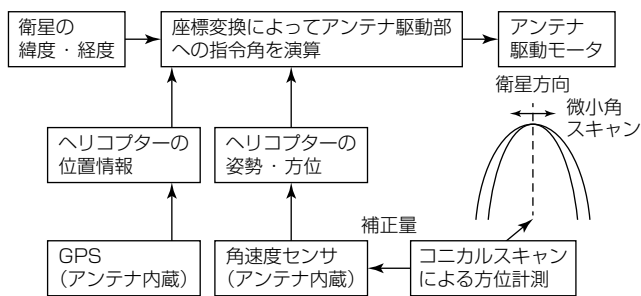 衛星の
緯度・経度
座標変換によってアンテナ駆動部
への指令角を演算
アンテナ
駆動モータ
衛星方向
微小角
スキャン
ヘリコプターの
位置情報
ヘリコプターの
姿勢・方位
補正量
GPS
（アンテナ内蔵）
角速度センサ
（アンテナ内蔵）
コニカルスキャン
による方位計測